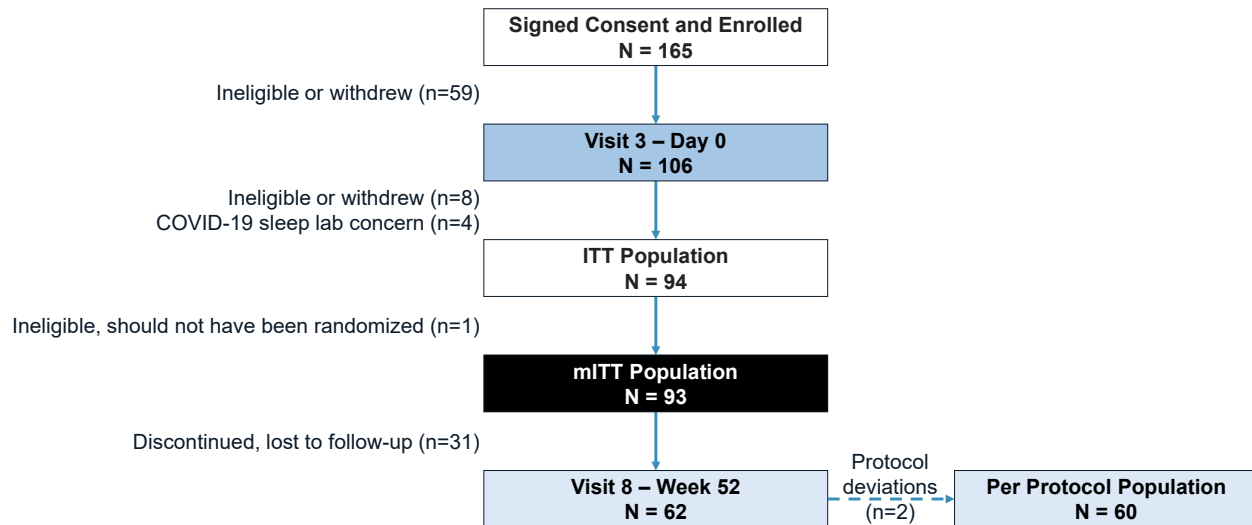 Signed Consent and Enrolled
N = 165
Ineligible or withdrew (n=59)
Visit 3 – Day 0
N = 106
Ineligible or withdrew (n=8)
COVID-19 sleep lab concern (n=4)
ITT Population
N = 94
Ineligible, should not have been randomized (n=1)
mITT Population
N = 93
Discontinued, lost to follow-up (n=31)
Visit 8 – Week 52
N = 62
Protocol
deviations
(n=2)
Per Protocol Population
N = 60